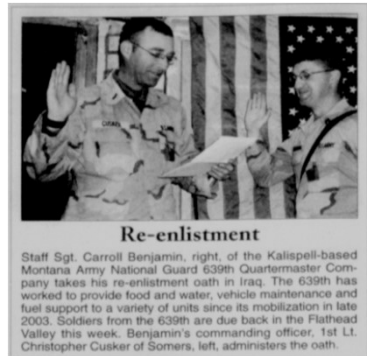 Re-enlistment
Staff Sgt. Carroll Benjamin, right, of the Kalispell-based
Montana Army National Guard 639th Quartermaster Com-
pany takes his re-enlistment oath in Iraq. The 639th has
worked to provide food and water, vehicle maintenance and
fuel support to a variety of units since its mobilization in late
2003. Soldiers from the 639th are due back in the Flathead
Valley this week. Benjamin's commanding officer, 1st Lt.
Christopher Cusker of Somers, left, administers the oath.